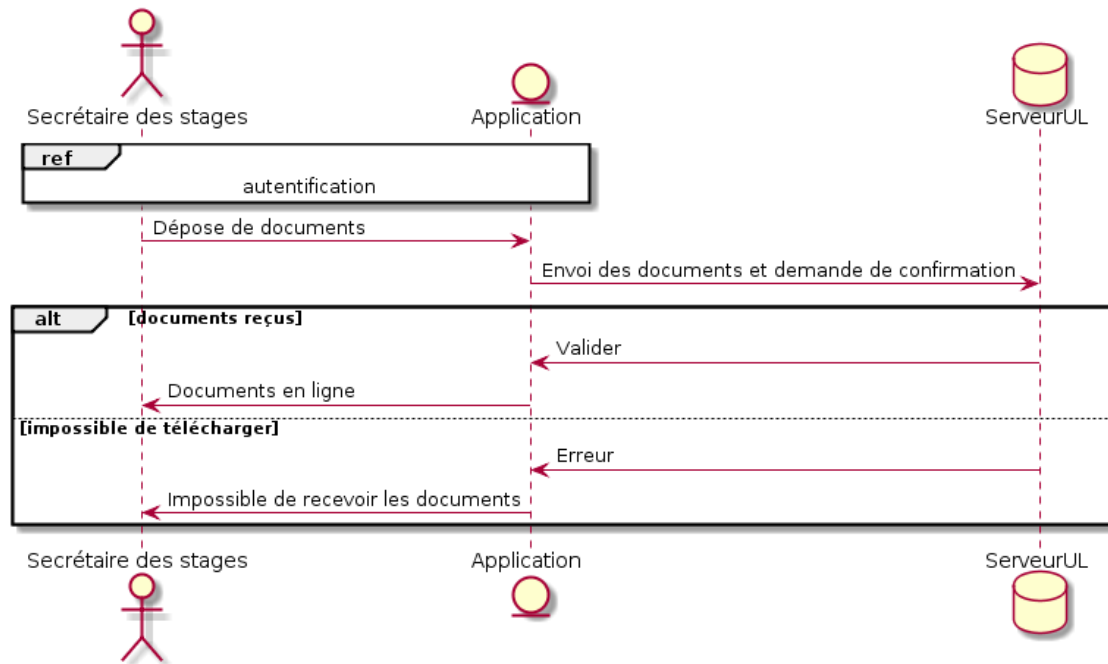 Secrétaire des stages
Application
ServeurUL
ref
autentification
Dépose de documents
Envoi des documents et demande de confirmation
alt
[documents reçus]
Valider
Documents en ligne
[impossible de télécharger]
Erreur
Impossible de recevoir les documents
Secrétaire des stages
Application
ServeurUL